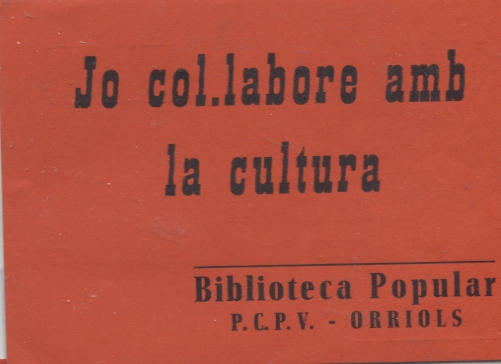 Jo col.labore amb
la cultura
Biblioteca Popular
P.C.P.V. - ORRIOLS